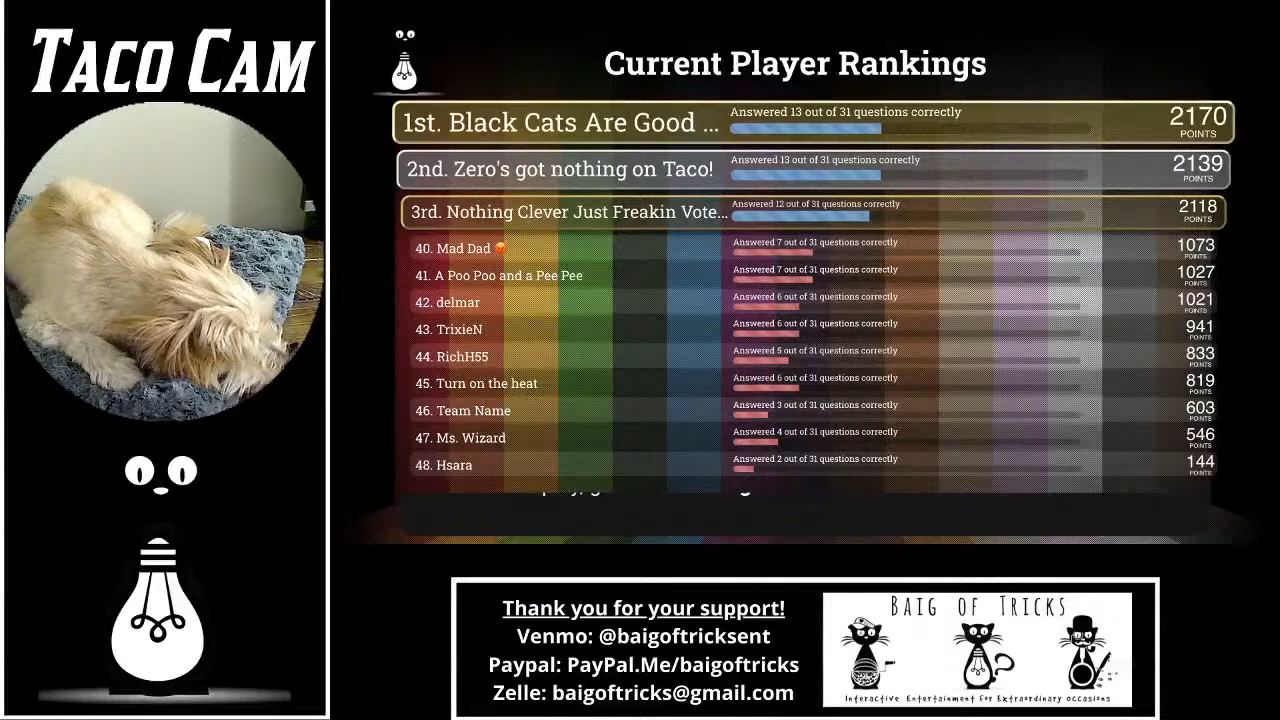 TACO CAM
Current Player Rankings
1st. Black Cats Are Good ...
Answered 13 out of 31 questions correctly
2170
POINTS
2nd. Zero's got nothing on Taco!
Answered 13 out of 31 questions correctly
2139
POINTS
3rd. Nothing Clever Just Freakin Vote...
Answered 12 out of 31 questions correctly
2118
POINTS
40. Mad Dad 😡
Answered 7 out of 31 questions correctly
1073
POINTS
41. A Poo Poo and a Pee Pee
Answered 7 out of 31 questions correctly
1027
POINTS
42. delmar
Answered 6 out of 31 questions correctly
1021
POINTS
43. TrixieN
Answered 6 out of 31 questions correctly
941
POINTS
44. RichH55
Answered 5 out of 31 questions correctly
833
POINTS
45. Turn on the heat
Answered 6 out of 31 questions correctly
819
POINTS
46. Team Name
Answered 3 out of 31 questions correctly
603
POINTS
47. Ms. Wizard
Answered 4 out of 31 questions correctly
546
POINTS
48. Hsara
Answered 2 out of 31 questions correctly
144
POINTS
Thank you for your support!
Venmo: @baigoftricksent
Paypal: PayPal.Me/baigoftricks
Zelle: baigoftricks@gmail.com
BAIG OF TRICKS
Interactive Entertainment for Extraordinary Occasions